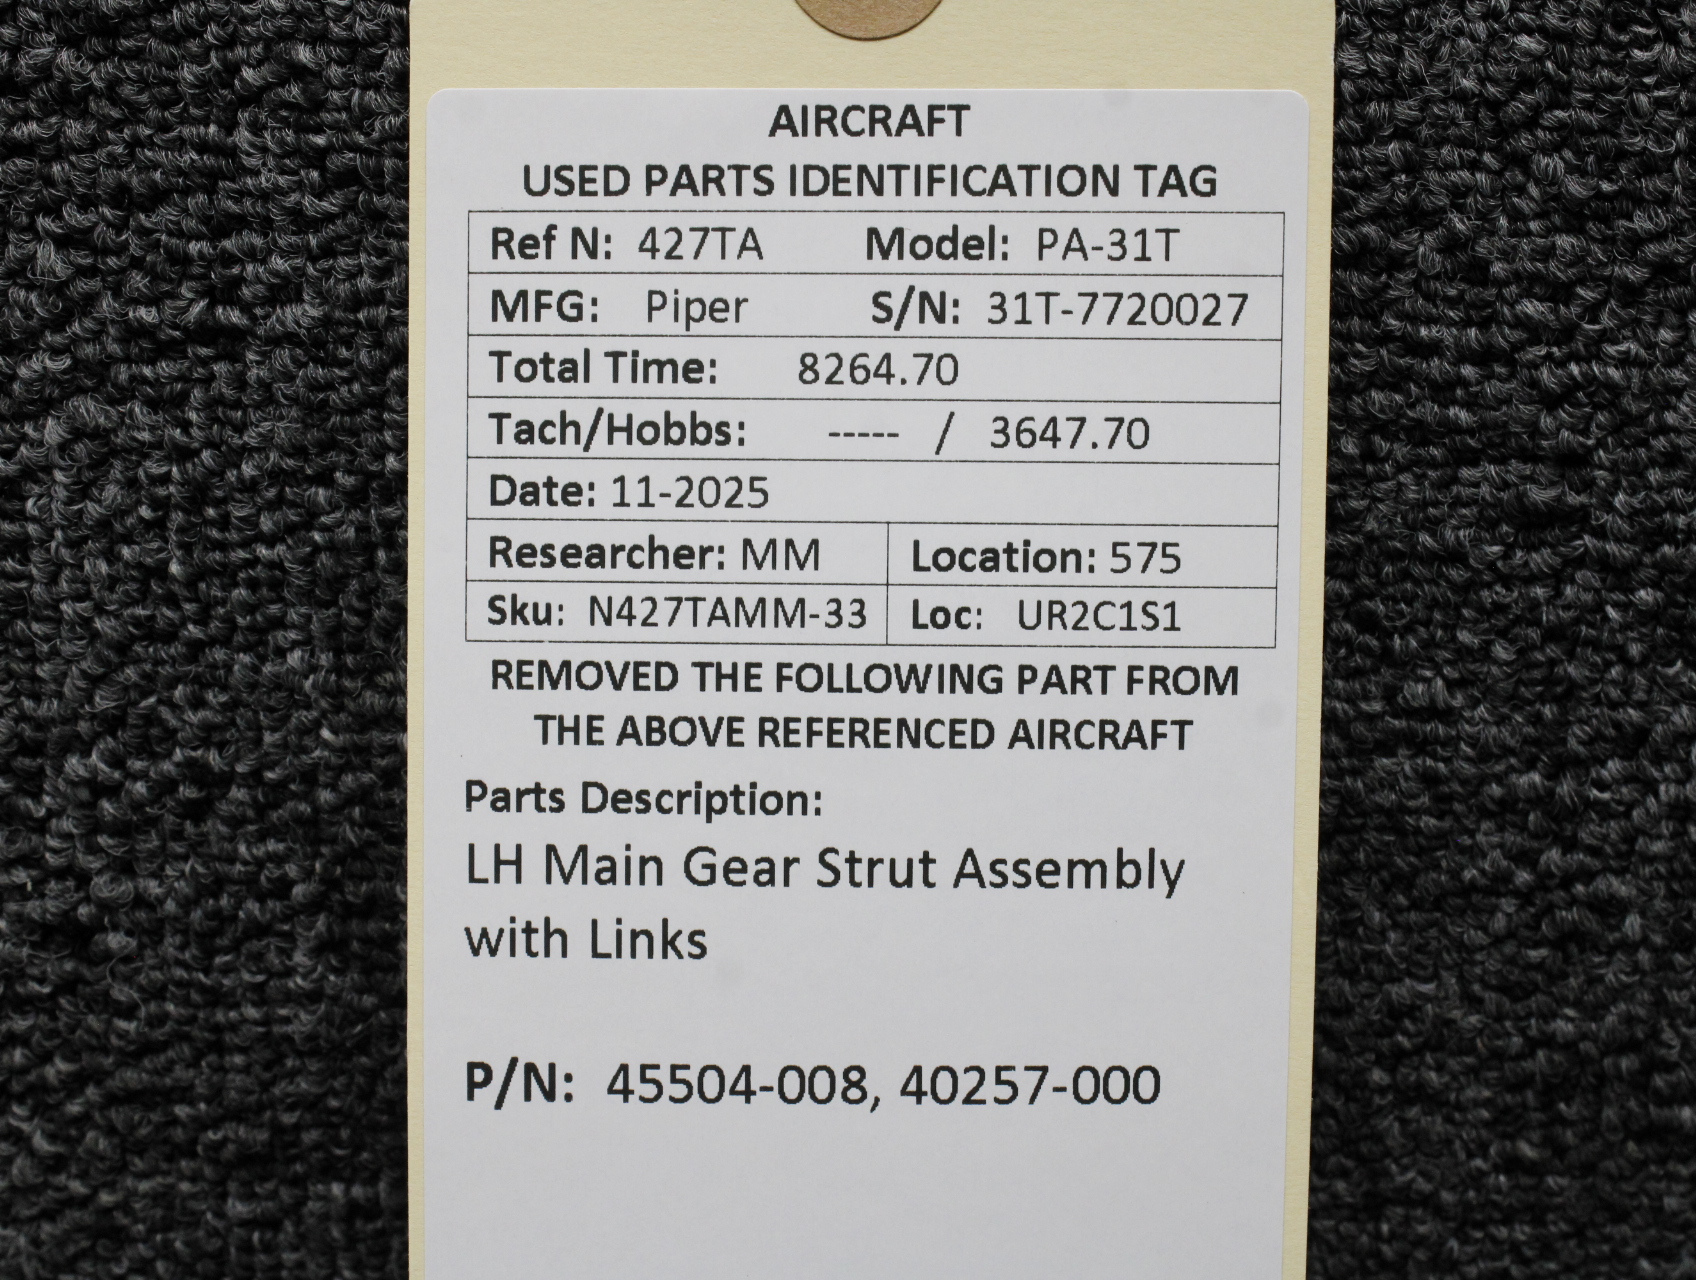 AIRCRAFT
USED PARTS IDENTIFICATION TAG
Ref N: 427TA Model: PA-31T
MFG: Piper S/N: 31T-7720027
Total Time: 8264.70
Tach/Hobbs: ----- / 3647.70
Date: 11-2025
Researcher: MM Location: 575
Sku: N427TAMM-33 Loc: UR2C1S1
REMOVED THE FOLLOWING PART FROM
THE ABOVE REFERENCED AIRCRAFT
Parts Description:
LH Main Gear Strut Assembly
with Links
P/N: 45504-008, 40257-000